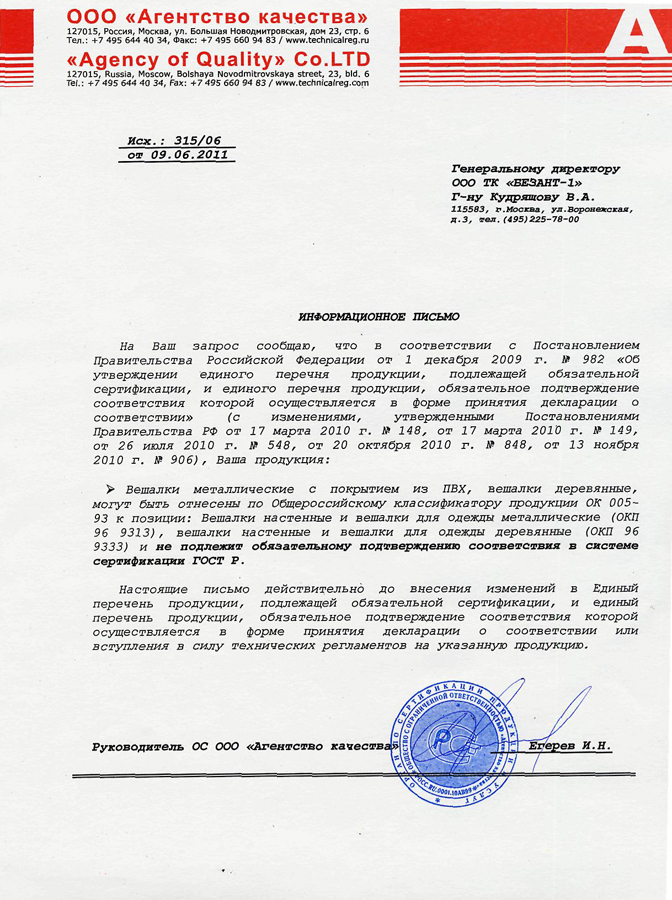 ООО «Агентство качества»
127015, Россия, Москва, ул. Большая Новодмитровская, дом 23, стр. 6
Тел.: +7 495 644 40 34, Факс: +7 495 660 94 83 / www.technicalreg.ru
«Agency of Quality» Co.LTD
127015, Russia, Moscow, Bolshaya Novodmitrovskaya street, 23, bld. 6
Tel.: +7 495 644 40 34, Fax: +7 495 660 94 83 / www.technicalreg.com
А
Исх.: 315/06
от 09.06.2011
Генеральному директору
ООО ТК «БЕЗАНТ-1»
Г-ну Кудряшову В.А.
115583, г.Москва, ул.Воронежская,
д.3, тел.(495)225-78-00
ИНФОРМАЦИОННОЕ ПИСЬМО
На Ваш запрос сообщаю, что в соответствии с Постановлением
Правительства Российской Федерации от 1 декабря 2009 г. № 982 «Об
утверждении единого перечня продукции, подлежащей обязательной
сертификации, и единого перечня продукции, обязательное подтверждение
соответствия которой осуществляется в форме принятия декларации о
соответствии» (с изменениями, утвержденными Постановлениями
Правительства РФ от 17 марта 2010 г. № 148, от 17 марта 2010 г. № 149,
от 26 июля 2010 г. № 548, от 20 октября 2010 г. № 848, от 13 ноября
2010 г. № 906), Ваша продукция:
➢ Вешалки металлические с покрытием из ПВХ, вешалки деревянные,
могут быть отнесены по Общероссийскому классификатору продукции ОК 005-
93 к позиции: Вешалки настенные и вешалки для одежды металлические (ОКП
96 9313), вешалки настенные и вешалки для одежды деревянные (ОКП 96
9333) и не подлежит обязательному подтверждению соответствия в системе
сертификации ГОСТ Р.
Настоящие письмо действительно до внесения изменений в Единый
перечень продукции, подлежащей обязательной сертификации, и единый
перечень продукции, обязательное подтверждение соответствия которой
осуществляется в форме принятия декларации о соответствии или
вступления в силу технических регламентов на указанную продукцию.
Руководитель ОС ООО «Агентство качества» Егерев И.Н.
ОРГАН ПО СЕРТИФИКАЦИИ ПРОДУКЦИИ И УСЛУГ
ОБЩЕСТВО С ОГРАНИЧЕННОЙ ОТВЕТСТВЕННОСТЬЮ